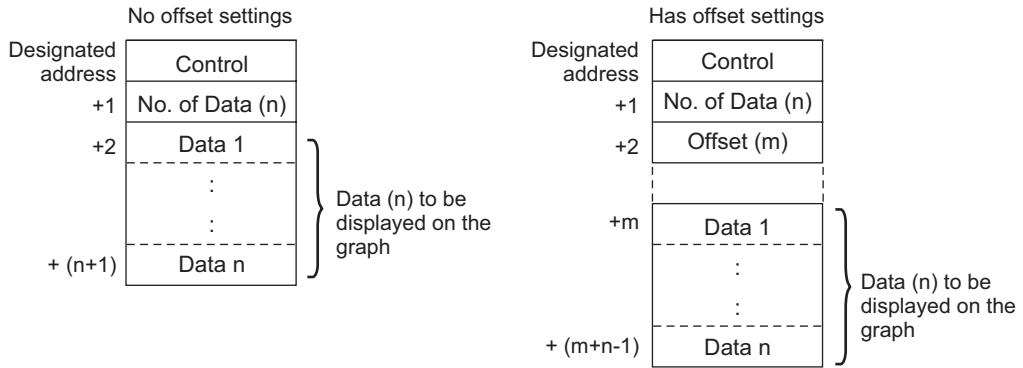 No offset settings
Designated
address
Control
+1
No. of Data (n)
+2
Data 1
:
:
+ (n+1)
Data n
Data (n) to be
displayed on the
graph
Has offset settings
Designated
address
Control
+1
No. of Data (n)
+2
Offset (m)
+m
Data 1
:
:
+ (m+n-1)
Data n
Data (n) to be
displayed on the
graph